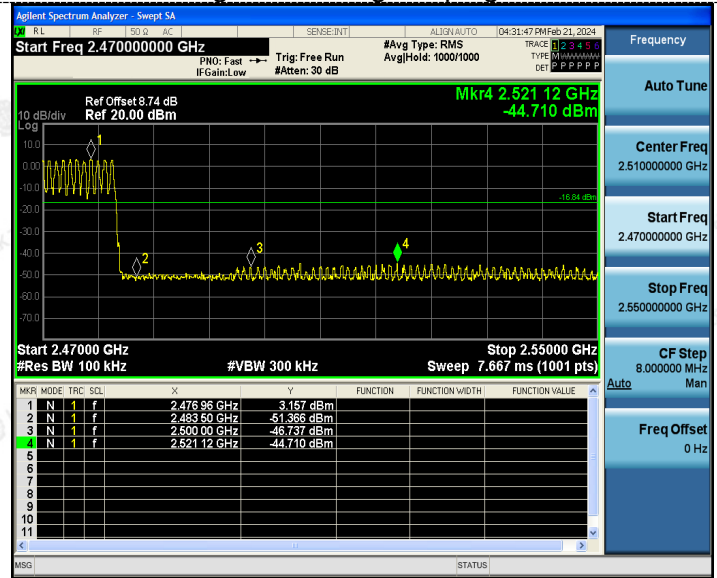 Agilent Spectrum Analyzer - Swept SA
LXI RL RF 50 Ω AC SENSE:INT ALIGN AUTO 04:31:47 PM Feb 21, 2024
Start Freq 2.470000000 GHz
#Avg Type: RMS
TRACE 1 2 3 4 5 6
PNO: Fast Trig: Free Run Avg|Hold: 1000/1000
TYPE M WWWWW
IFGain:Low #Atten: 30 dB
DET P P P P P P
Mkr4 2.521 12 GHz
-44.710 dBm
Ref Offset 8.74 dB
10 dB/div Ref 20.00 dBm
Log
10.0
0.00
-10.0
-20.0
-30.0
-40.0
-50.0
-60.0
-70.0
1
2
3
4
-16.84 dBm
Start 2.47000 GHz Stop 2.55000 GHz
#Res BW 100 kHz #VBW 300 kHz Sweep 7.667 ms (1001 pts)
MKR MODE TRC SCL X Y FUNCTION FUNCTION WIDTH FUNCTION VALUE
1 N 1 f 2.476 96 GHz 3.157 dBm
2 N 1 f 2.483 50 GHz -51.366 dBm
3 N 1 f 2.500 00 GHz -46.737 dBm
4 N 1 f 2.521 12 GHz -44.710 dBm
5
6
7
8
9
10
11
MSG STATUS
Frequency
Auto Tune
Center Freq
2.510000000 GHz
Start Freq
2.470000000 GHz
Stop Freq
2.550000000 GHz
CF Step
8.000000 MHz
Auto Man
Freq Offset
0 Hz